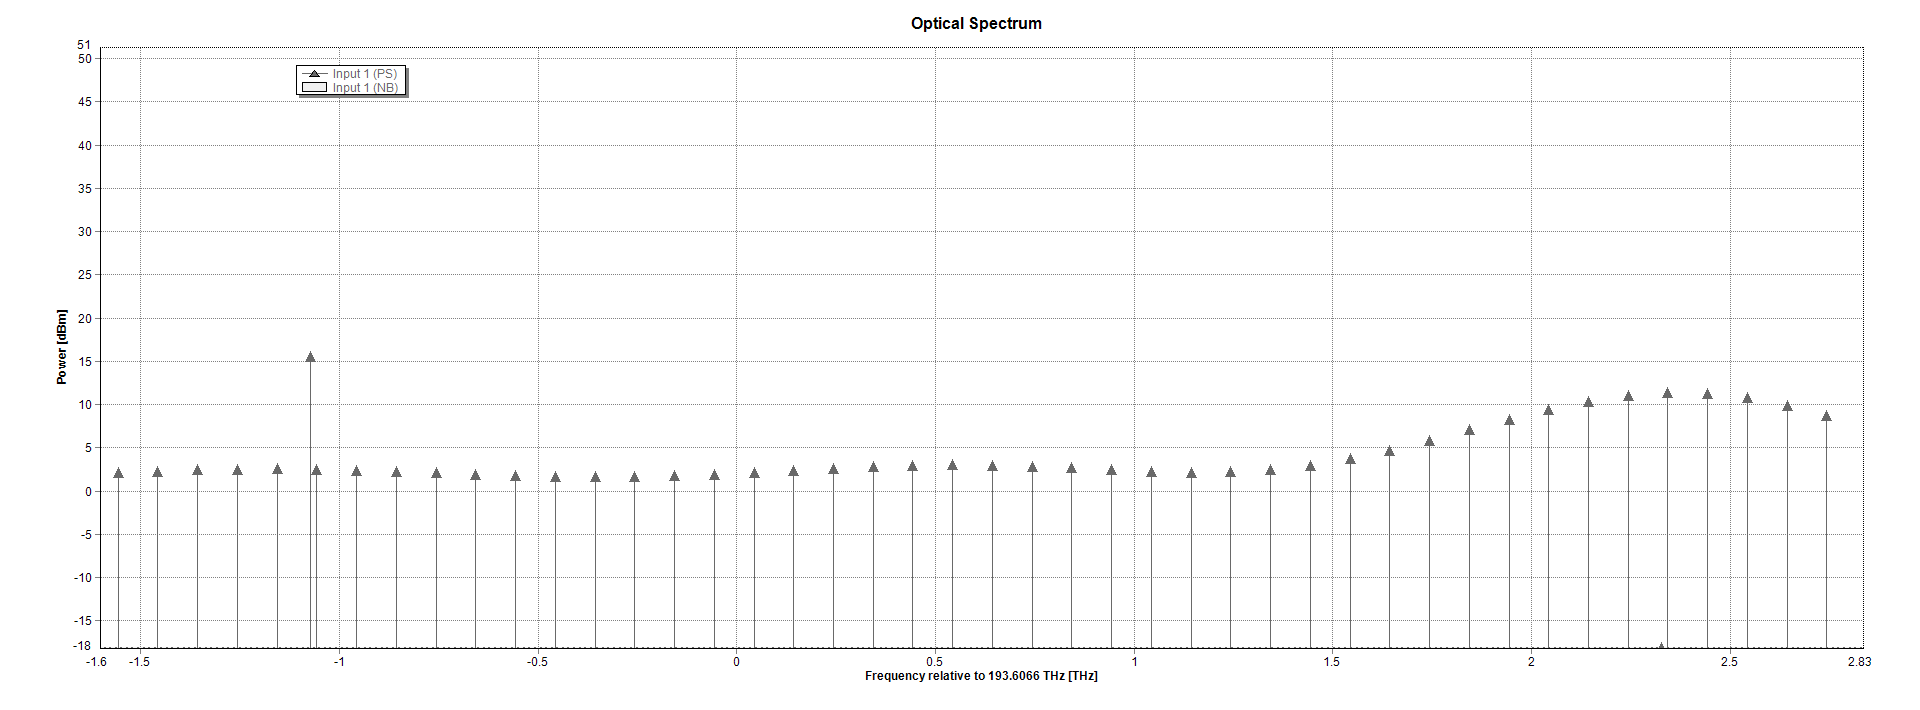 Optical Spectrum
51
50
45
40
35
30
25
20
15
10
5
0
-5
-10
-15
-18
Power [dBm]
Input 1 (PS)
Input 1 (NB)
-1.6 -1.5 -1 -0.5 0 0.5 1 1.5 2 2.5 2.83
Frequency relative to 193.6066 THz [THz]